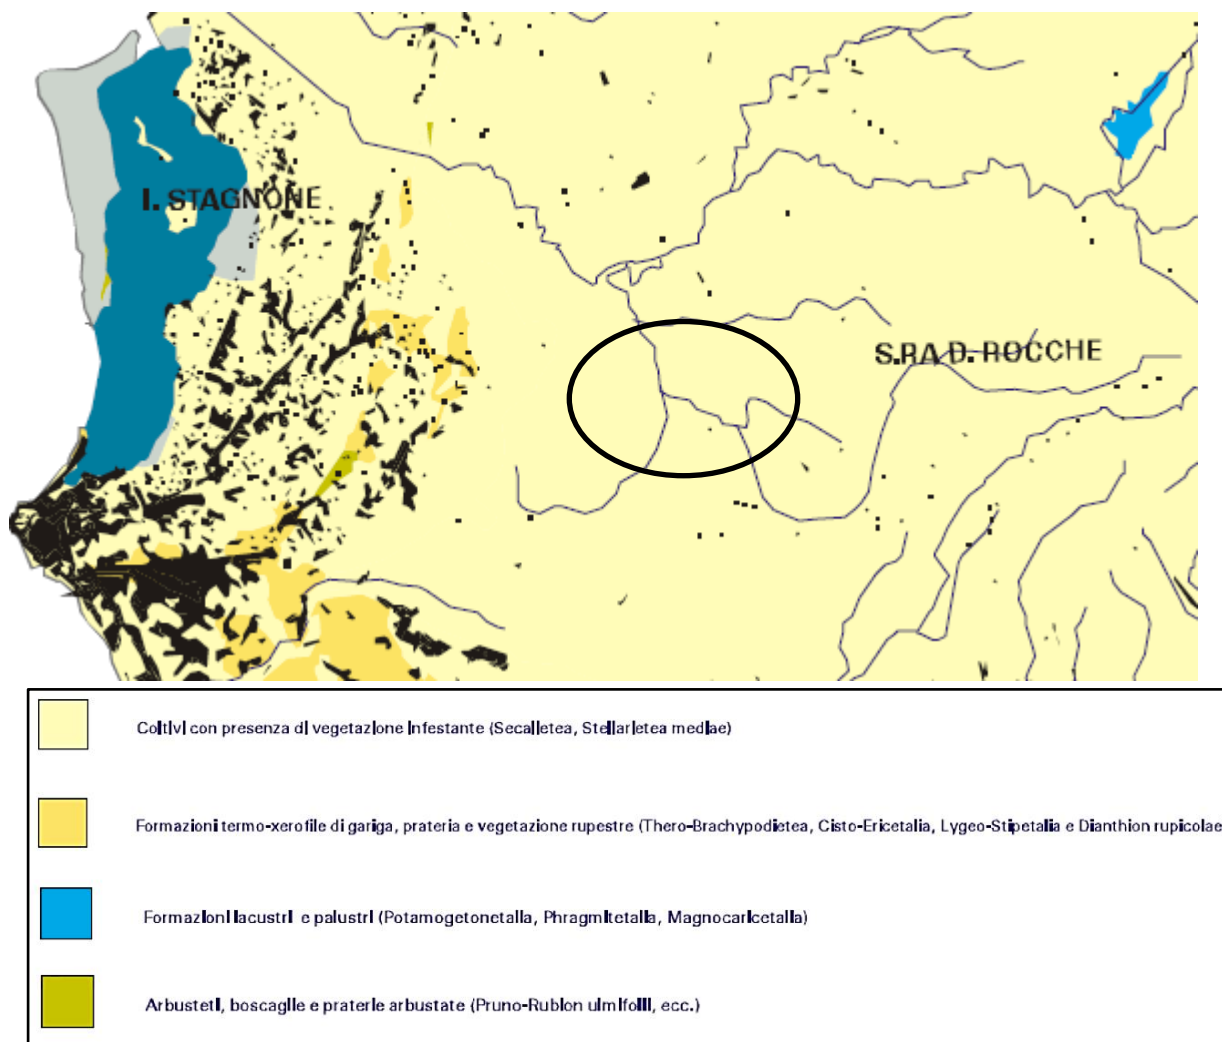 I. STAGNONE
S.RA D. ROCCHE
Coltivi con presenza di vegetazione infestante (Secalietea, Stellarietea mediae)
Formazioni termo-xerofile di gariga, prateria e vegetazione rupestre (Thero-Brachypodietea, Cisto-Ericetalia, Lygeo-Stipetalia e Dianthion rupicolae
Formazioni lacustri e palustri (Potamogetonetalia, Phragmitetalia, Magnocaricetalia)
Arbusteti, boscaglie e praterie arbustate (Pruno-Rubion ulmifolii, ecc.)